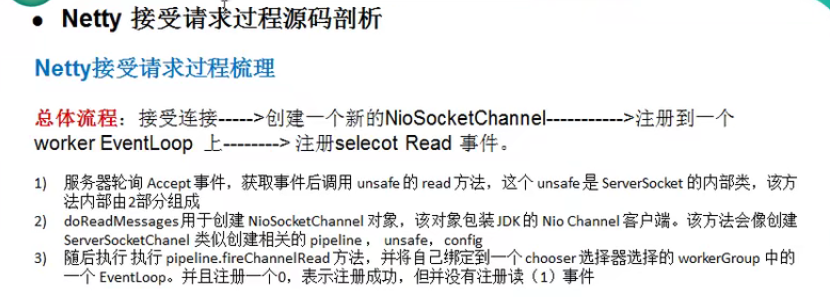 ● Netty 接受请求过程源码剖析
Netty接受请求过程梳理
总体流程：接受连接----->创建一个新的NioSocketChannel----------->注册到一个
worker EventLoop 上--------> 注册selecot Read 事件。
1) 服务器轮询 Accept 事件，获取事件后调用 unsafe 的 read 方法，这个 unsafe 是 ServerSocket 的内部类，该方
法内部由2部分组成
2) doReadMessages 用于创建 NioSocketChannel 对象，该对象包装 JDK 的 Nio Channel 客户端。该方法会像创建
ServerSocketChanel 类似创建相关的 pipeline ， unsafe，config
3) 随后执行 执行 pipeline.fireChannelRead 方法，并将自己绑定到一个 chooser 选择器选择的 workerGroup 中的
一个 EventLoop。并且注册一个0，表示注册成功，但并没有注册读（1）事件